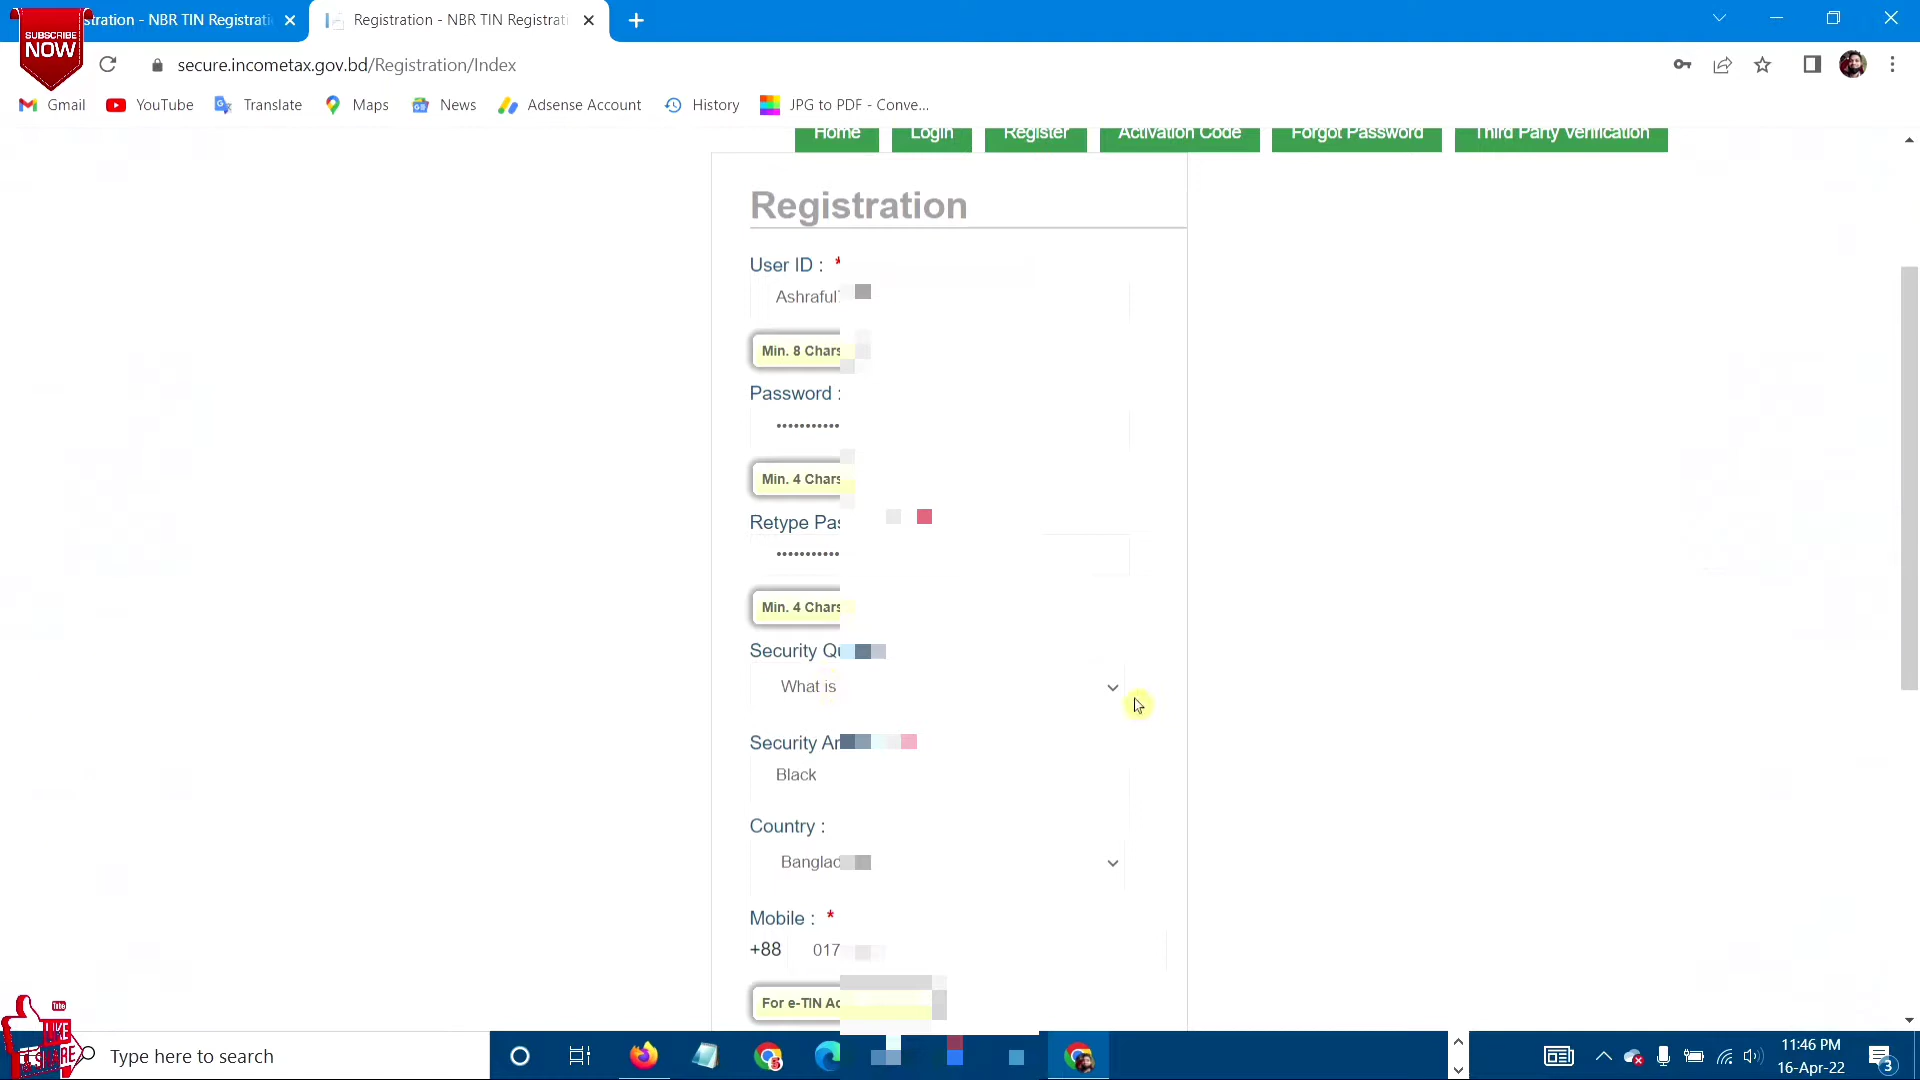 stration - NBR TIN Registrati
Registration - NBR TIN Registrati
SUBSCRIBE
NOW
secure.incometax.gov.bd/Registration/Index
Gmail YouTube Translate Maps News Adsense Account History JPG to PDF - Conve...
Home Login Register Activation Code Forgot Password Third Party Verification
Registration
User ID : *
Ashraful
Min. 8 Chars
Password :
•••••••••••
Min. 4 Chars
Retype Pas
•••••••••••
Min. 4 Chars
Security Qu
What is
Security An
Black
Country :
Banglad
Mobile : *
+88 017
For e-TIN Ac
Tube
LIKE
Type here to search
11:46 PM
16-Apr-22
3